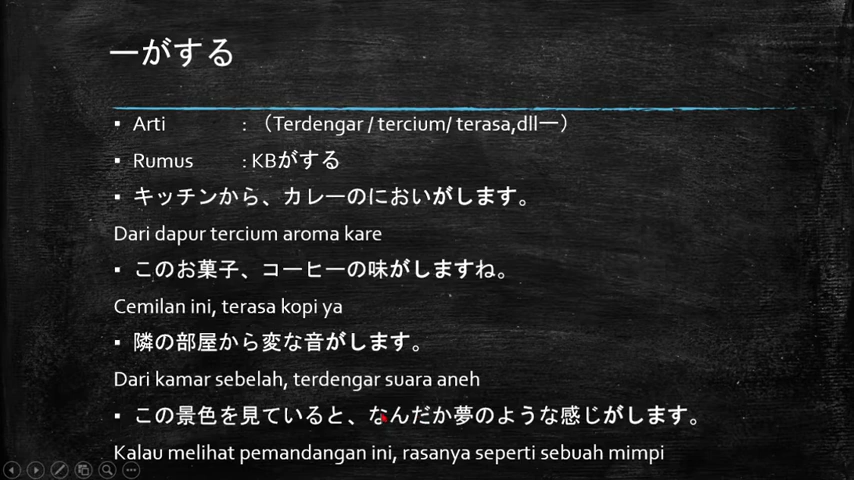 ーがする
▪ Arti : （Terdengar / tercium/ terasa,dllー）
▪ Rumus : KBがする
▪ キッチンから、カレーのにおいがします。
Dari dapur tercium aroma kare
▪ このお菓子、コーヒーの味がしますね。
Cemilan ini, terasa kopi ya
▪ 隣の部屋から変な音がします。
Dari kamar sebelah, terdengar suara aneh
▪ この景色を見ていると、なんだか夢のような感じがします。
Kalau melihat pemandangan ini, rasanya seperti sebuah mimpi